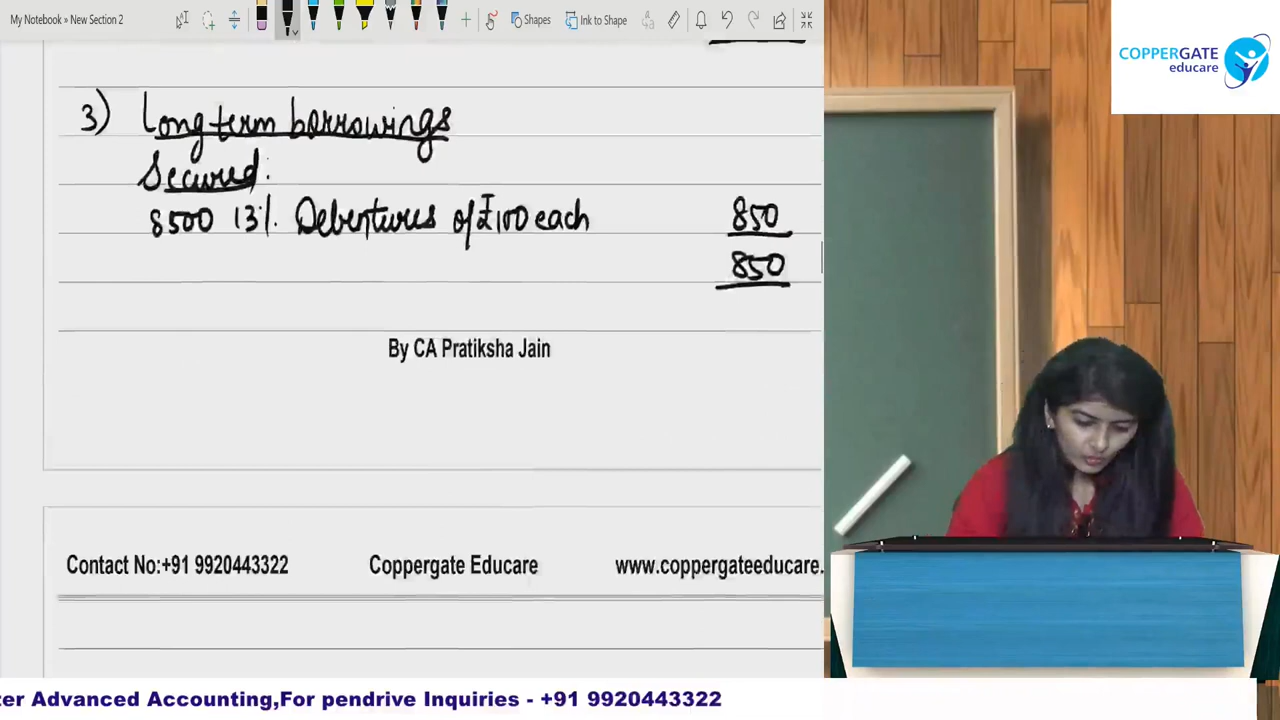 My Notebook » New Section 2
Shapes
Ink to Shape
COPPERGATE
educare
3) Long term borrowings
Secured:
8500 13% Debentures of ₹100 each 850
850
By CA Pratiksha Jain
Contact No:+91 9920443322 Coppergate Educare www.coppergateeducare.
ter Advanced Accounting,For pendrive Inquiries - +91 9920443322